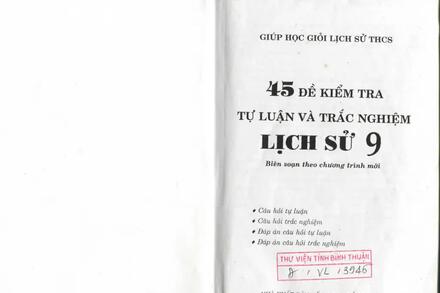 GIÚP HỌC GIỎI LỊCH SỬ THCS
45 ĐỀ KIỂM TRA
TỰ LUẬN VÀ TRẮC NGHIỆM
LỊCH SỬ 9
Biên soạn theo chương trình mới
• Câu hỏi tự luận
• Câu hỏi trắc nghiệm
• Đáp án câu hỏi tự luận
• Đáp án câu hỏi trắc nghiệm
THƯ VIỆN TỈNH BÌNH THUẬN
VL 13946